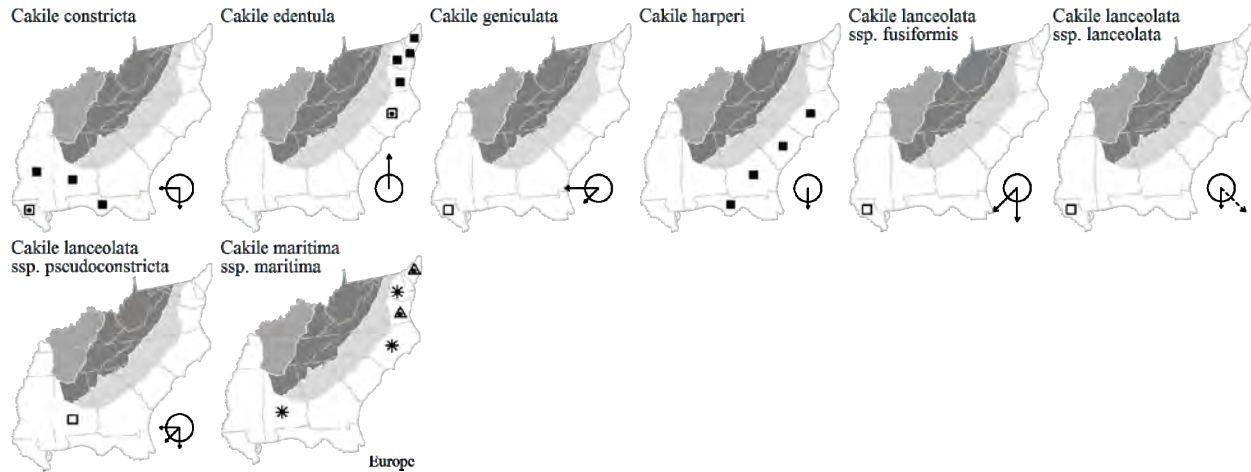 Cakile constricta
Cakile edentula
Cakile geniculata
Cakile harperi
Cakile lanceolata
ssp. fusiformis
Cakile lanceolata
ssp. lanceolata
Cakile lanceolata
ssp. pseudoconstricta
Cakile maritima
ssp. maritima
Europe